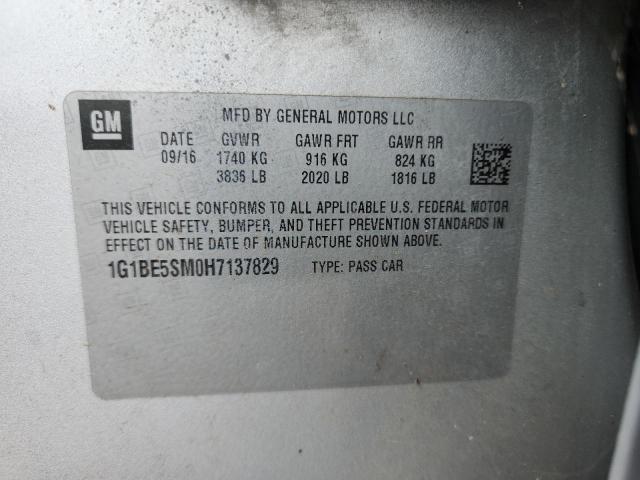 GM
MFD BY GENERAL MOTORS LLC
DATE GVWR GAWR FRT GAWR RR
09/16 1740 KG 916 KG 824 KG
3836 LB 2020 LB 1816 LB
THIS VEHICLE CONFORMS TO ALL APPLICABLE U.S. FEDERAL MOTOR
VEHICLE SAFETY, BUMPER, AND THEFT PREVENTION STANDARDS IN
EFFECT ON THE DATE OF MANUFACTURE SHOWN ABOVE.
1G1BE5SM0H7137829 TYPE: PASS CAR